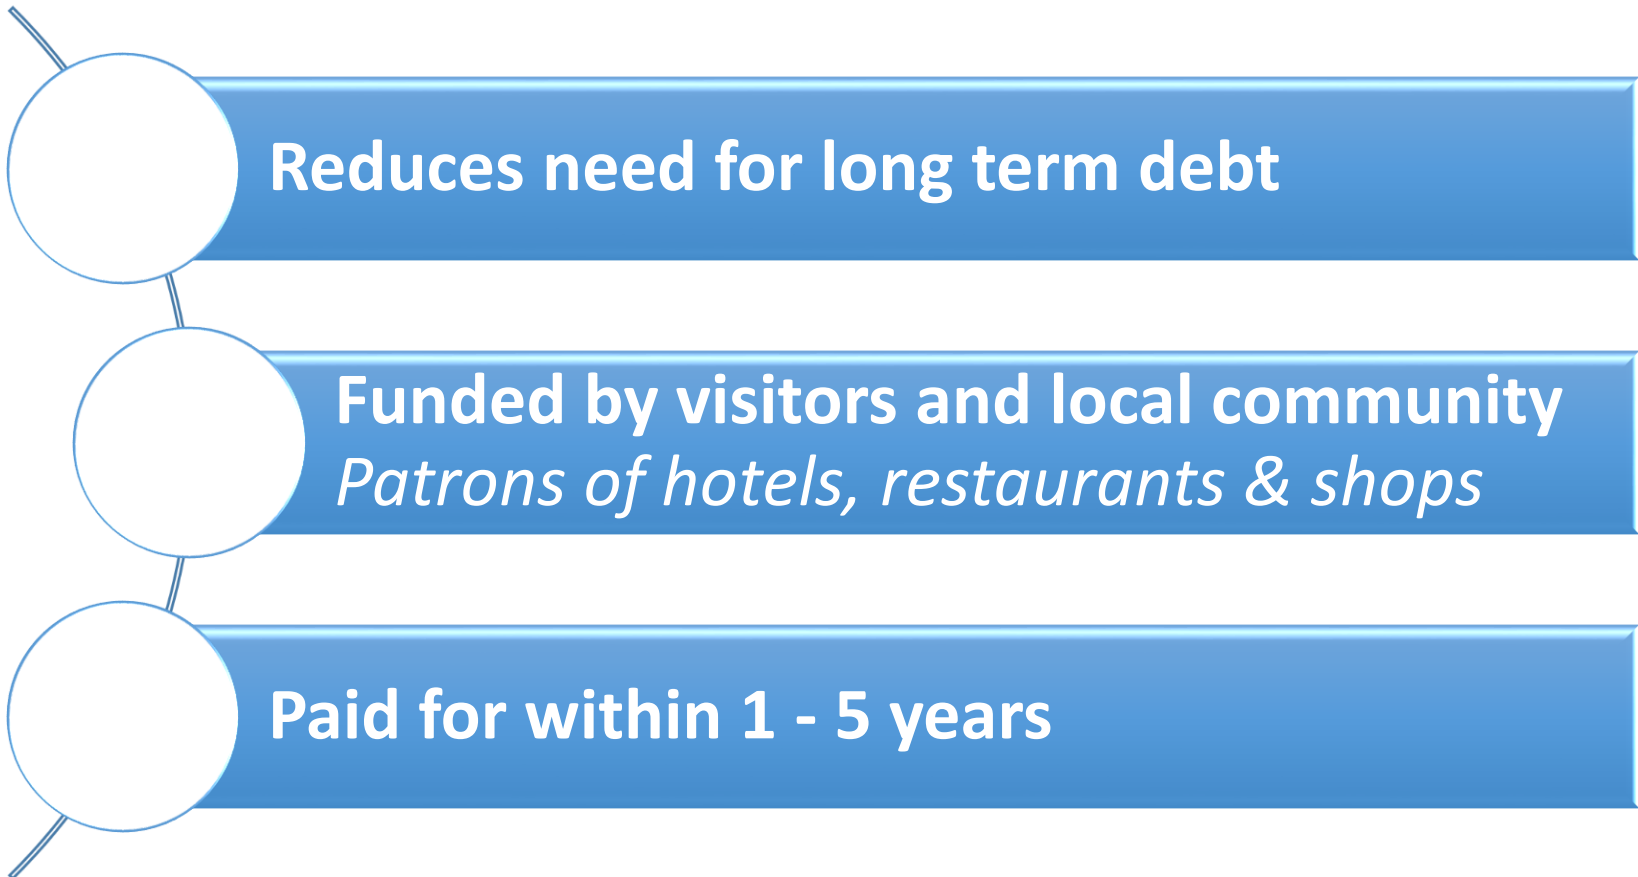 Reduces need for long term debt
Funded by visitors and local community
Patrons of hotels, restaurants & shops
Paid for within 1 - 5 years